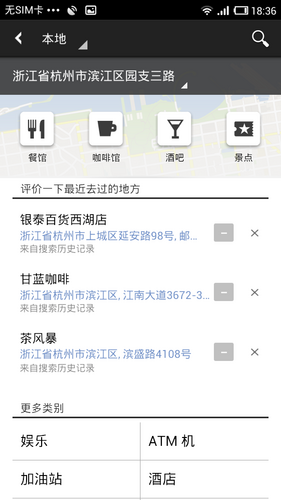 无SIM卡 18:36
本地
浙江省杭州市滨江区园支三路
餐馆 咖啡馆 酒吧 景点
评价一下最近去过的地方
银泰百货西湖店
浙江省杭州市上城区延安路98号, 邮...
来自搜索历史记录
甘蓝咖啡
浙江省杭州市滨江区, 江南大道3672-3...
来自搜索历史记录
茶风暴
浙江省杭州市滨江区, 滨盛路4108号
来自搜索历史记录
更多类别
娱乐 ATM 机
加油站 酒店